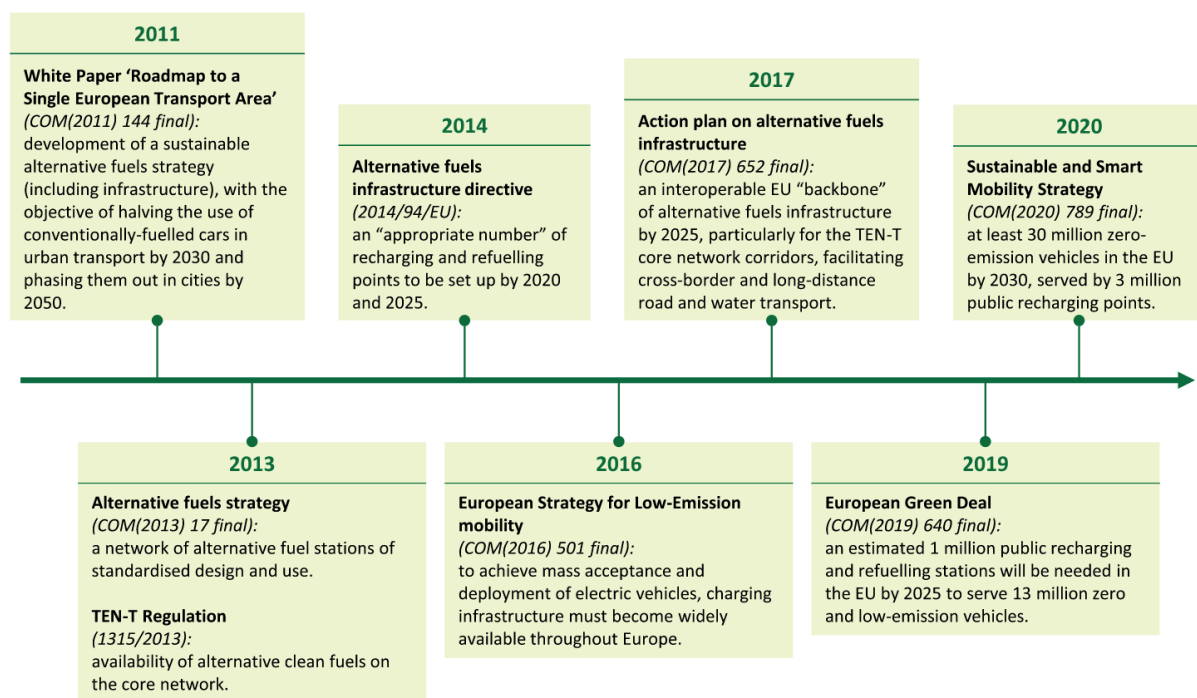 2011
White Paper ‘Roadmap to a
Single European Transport Area’
(COM(2011) 144 final):
development of a sustainable
alternative fuels strategy
(including infrastructure), with the
objective of halving the use of
conventionally-fuelled cars in
urban transport by 2030 and
phasing them out in cities by
2050.
2013
Alternative fuels strategy
(COM(2013) 17 final):
a network of alternative fuel stations of
standardised design and use.
TEN-T Regulation
(1315/2013):
availability of alternative clean fuels on
the core network.
2014
Alternative fuels
infrastructure directive
(2014/94/EU):
an “appropriate number” of
recharging and refuelling
points to be set up by 2020
and 2025.
2016
European Strategy for Low-Emission
mobility
(COM(2016) 501 final):
to achieve mass acceptance and
deployment of electric vehicles, charging
infrastructure must become widely
available throughout Europe.
2017
Action plan on alternative fuels
infrastructure
(COM(2017) 652 final):
an interoperable EU “backbone”
of alternative fuels infrastructure
by 2025, particularly for the TEN-T
core network corridors, facilitating
cross-border and long-distance
road and water transport.
2019
European Green Deal
(COM(2019) 640 final):
an estimated 1 million public recharging
and refuelling stations will be needed in
the EU by 2025 to serve 13 million zero
and low-emission vehicles.
2020
Sustainable and Smart
Mobility Strategy
(COM(2020) 789 final):
at least 30 million zero-
emission vehicles in the EU
by 2030, served by 3 million
public recharging points.